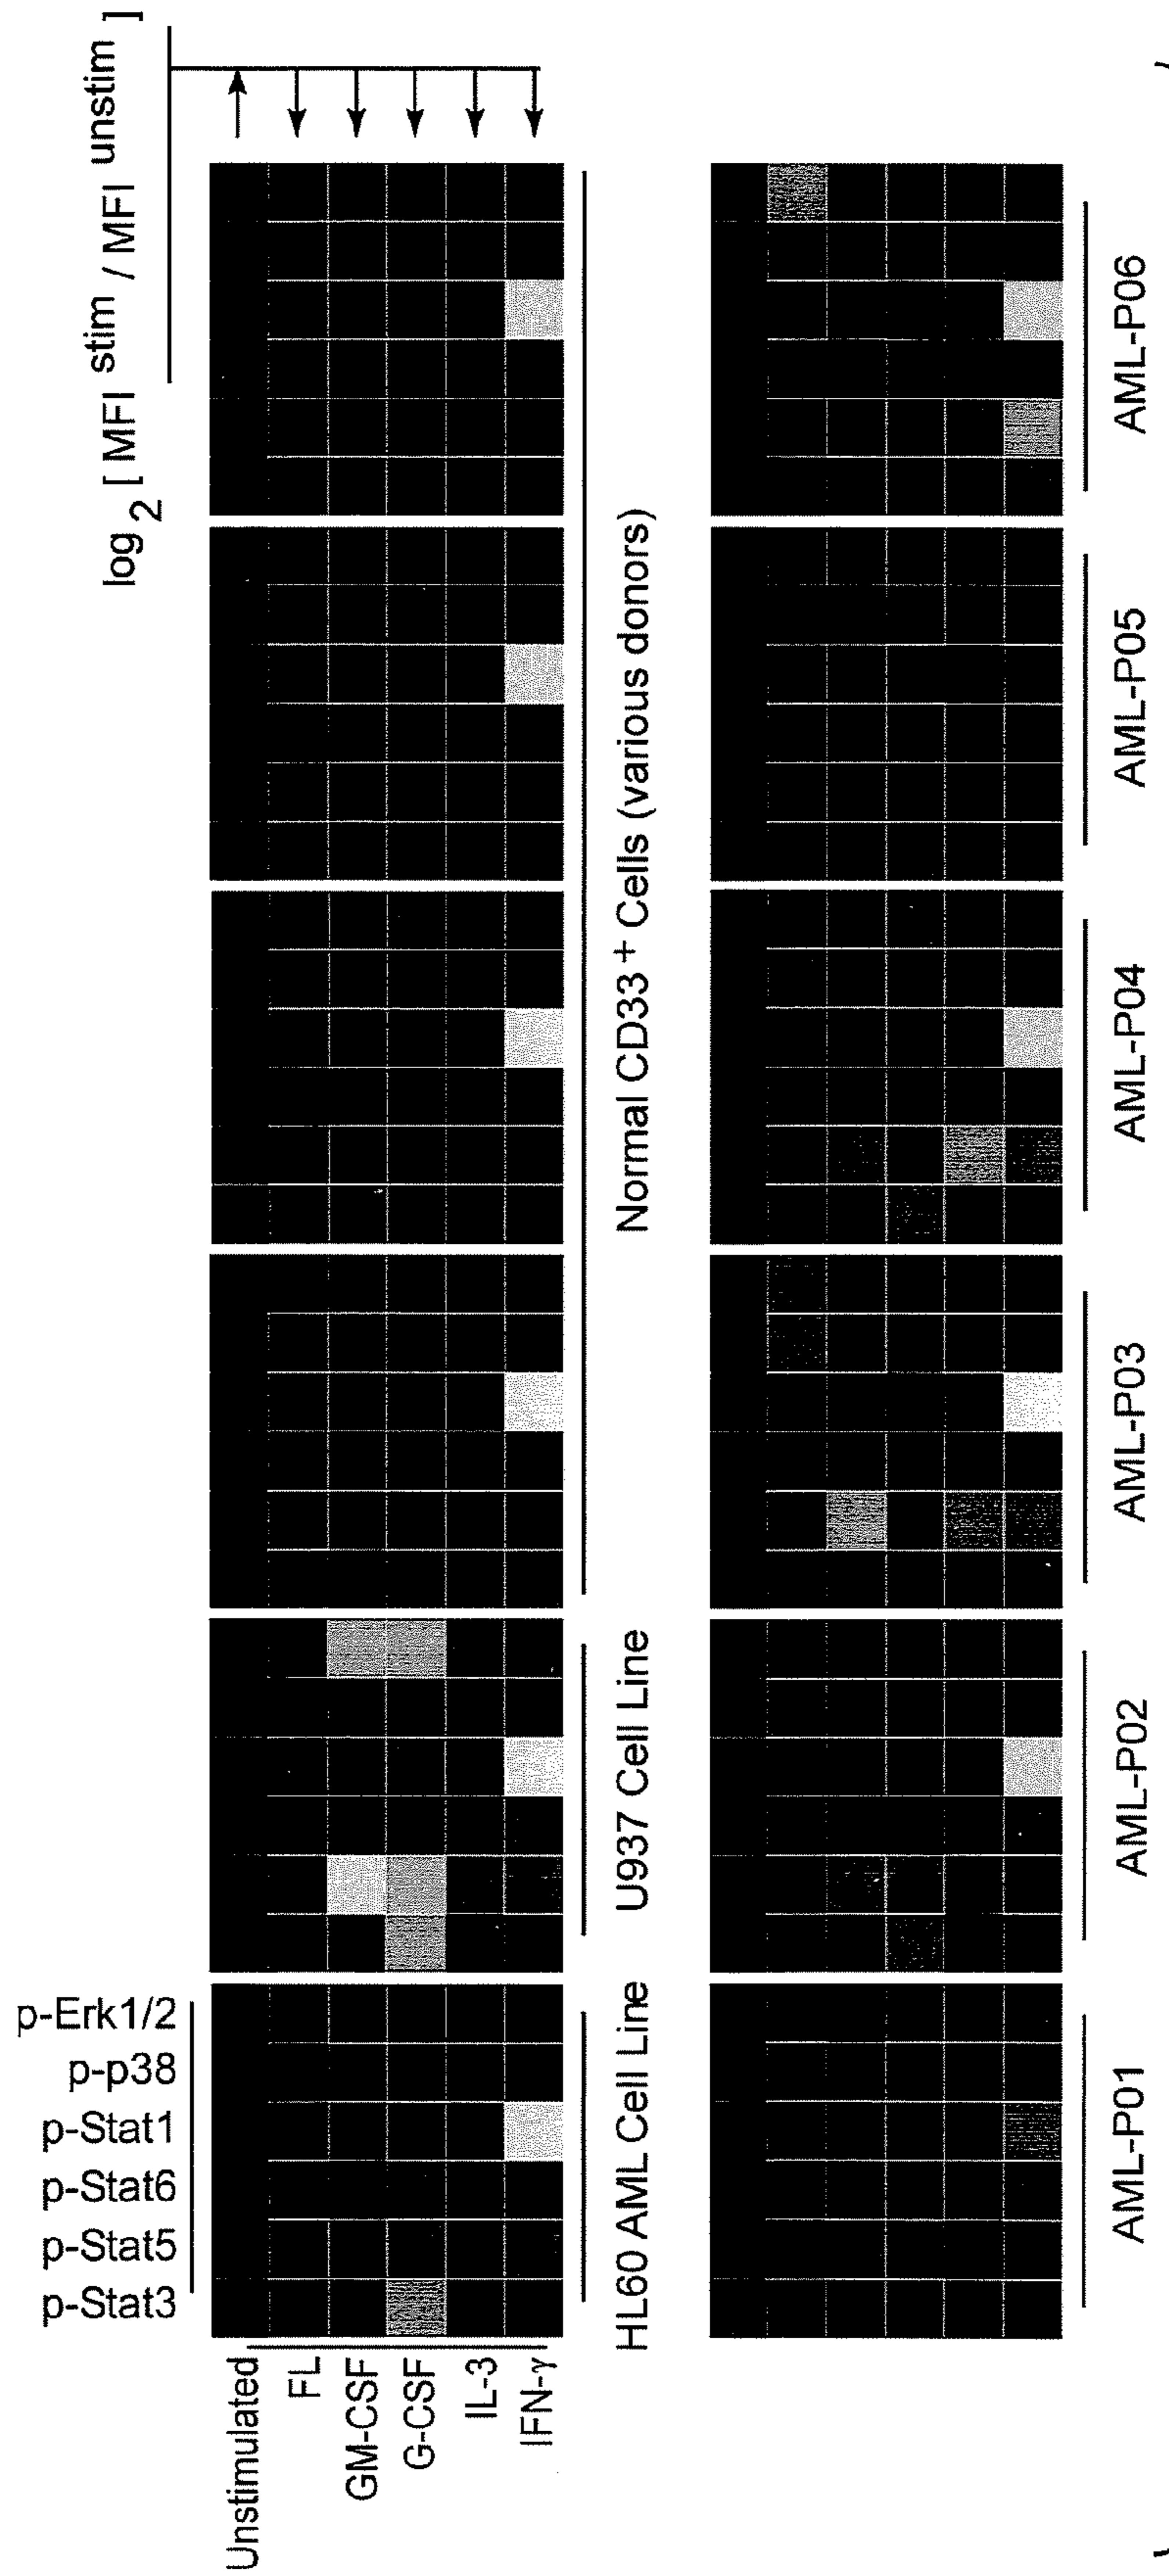 log2 [ MFI stim / MFI unstim ]
p-Stat3
p-Stat5
p-Stat6
p-Stat1
p-p38
p-Erk1/2
Unstimulated
FL
GM-CSF
G-CSF
IL-3
IFN-γ
HL60 AML Cell Line
U937 Cell Line
Normal CD33+ Cells (various donors)
AML-P01
AML-P02
AML-P03
AML-P04
AML-P05
AML-P06